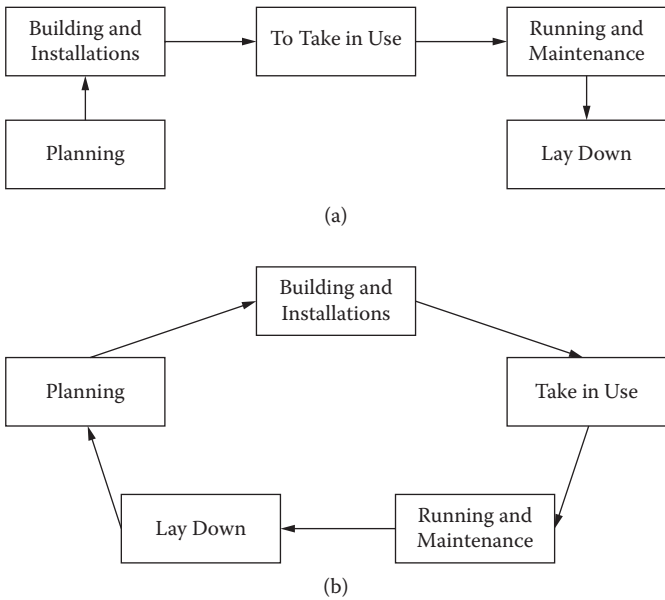 Building and
Installations
To Take in Use
Running and
Maintenance
Planning
Lay Down
(a)
Building and
Installations
Planning
Take in Use
Lay Down
Running and
Maintenance
(b)